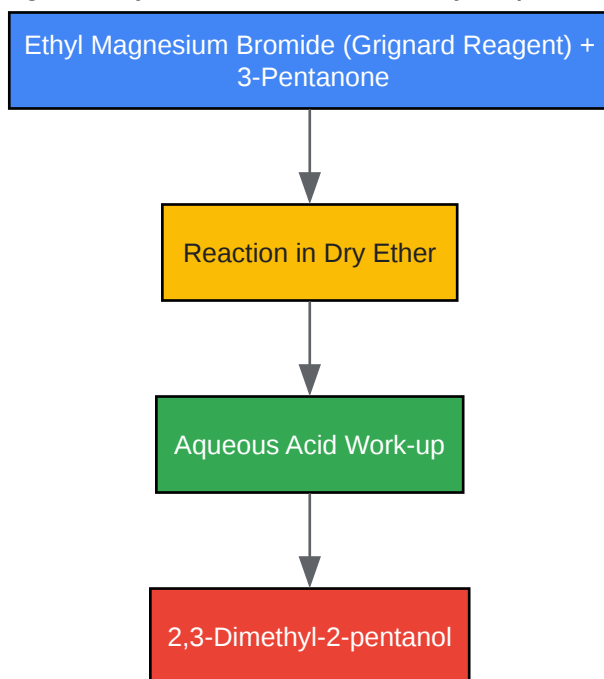 Ethyl Magnesium Bromide (Grignard Reagent) +
3-Pentanone
Reaction in Dry Ether
Aqueous Acid Work-up
2,3-Dimethyl-2-pentanol